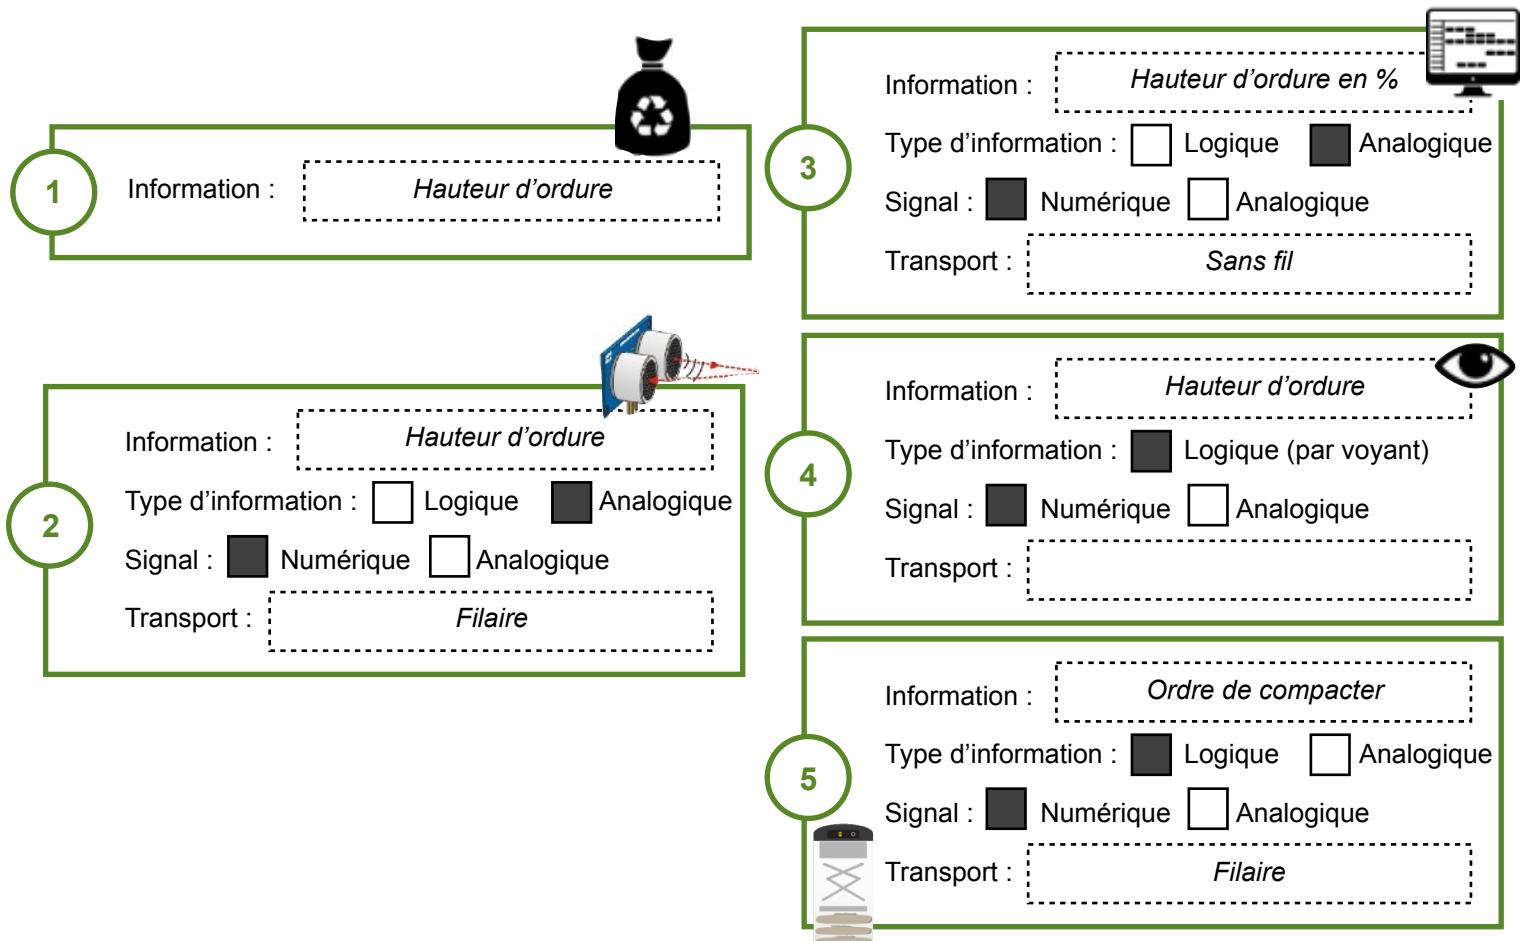 1
Information :
Hauteur d’ordure
2
Information :
Hauteur d’ordure
Type d’information :
Logique
Analogique
Signal :
Numérique
Analogique
Transport :
Filaire
3
Information :
Hauteur d’ordure en %
Type d’information :
Logique
Analogique
Signal :
Numérique
Analogique
Transport :
Sans fil
4
Information :
Hauteur d’ordure
Type d’information :
Logique (par voyant)
Signal :
Numérique
Analogique
Transport :
5
Information :
Ordre de compacter
Type d’information :
Logique
Analogique
Signal :
Numérique
Analogique
Transport :
Filaire